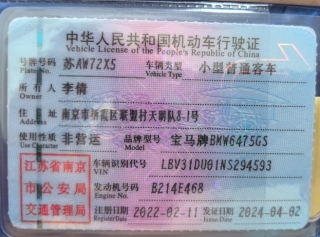 中华人民共和国机动车行驶证
Vehicle License of the People's Republic of China
号牌号码 苏AW72X5 车辆类型 小型普通客车
Plate No. Vehicle Type
所有人 李倩
Owner
住址 南京市栖霞区联盟村天明队8-1号
Address
使用性质 非营运 品牌型号 宝马牌BMW6475GS
Use Character Model
江苏省南京
市公安局
交通管理局
车辆识别代号 LBV31DU01NS294593
VIN
发动机号码 B214E468
Engine No.
注册日期 2022-02-11 发证日期 2024-04-02
Register Date Issue Date